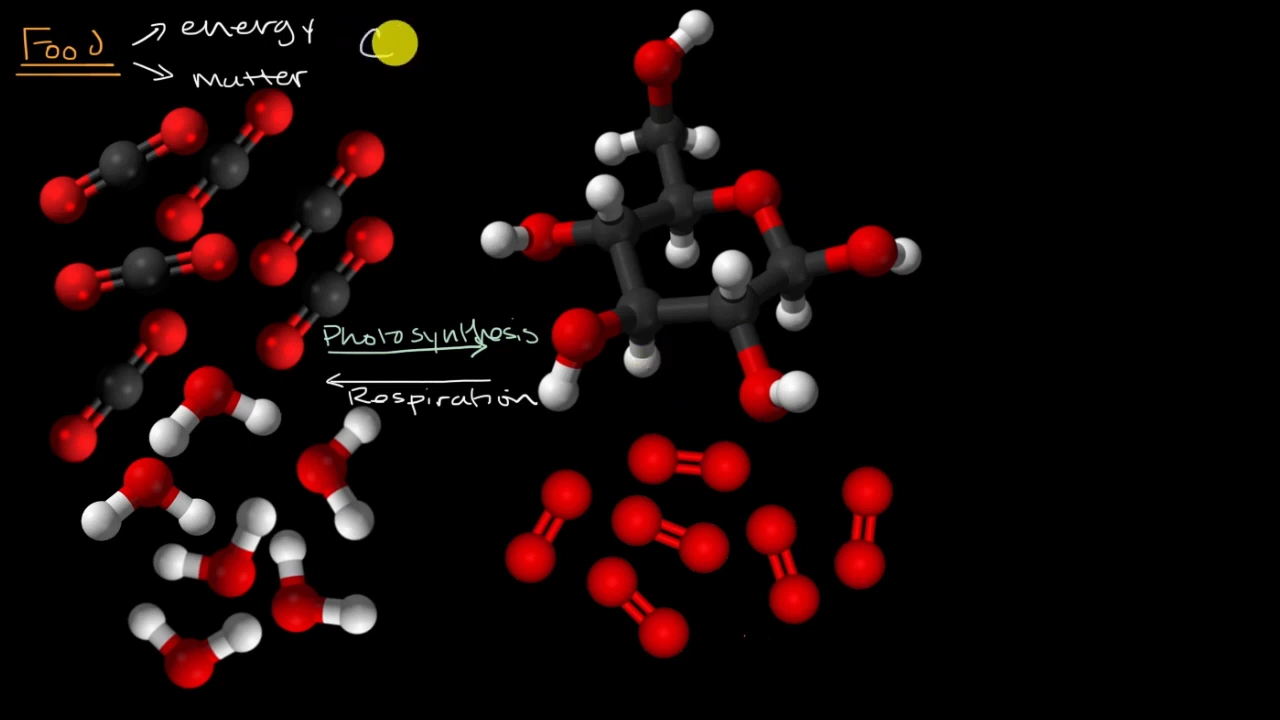 Food
energy
matter
C
Photosynthesis
Respiration